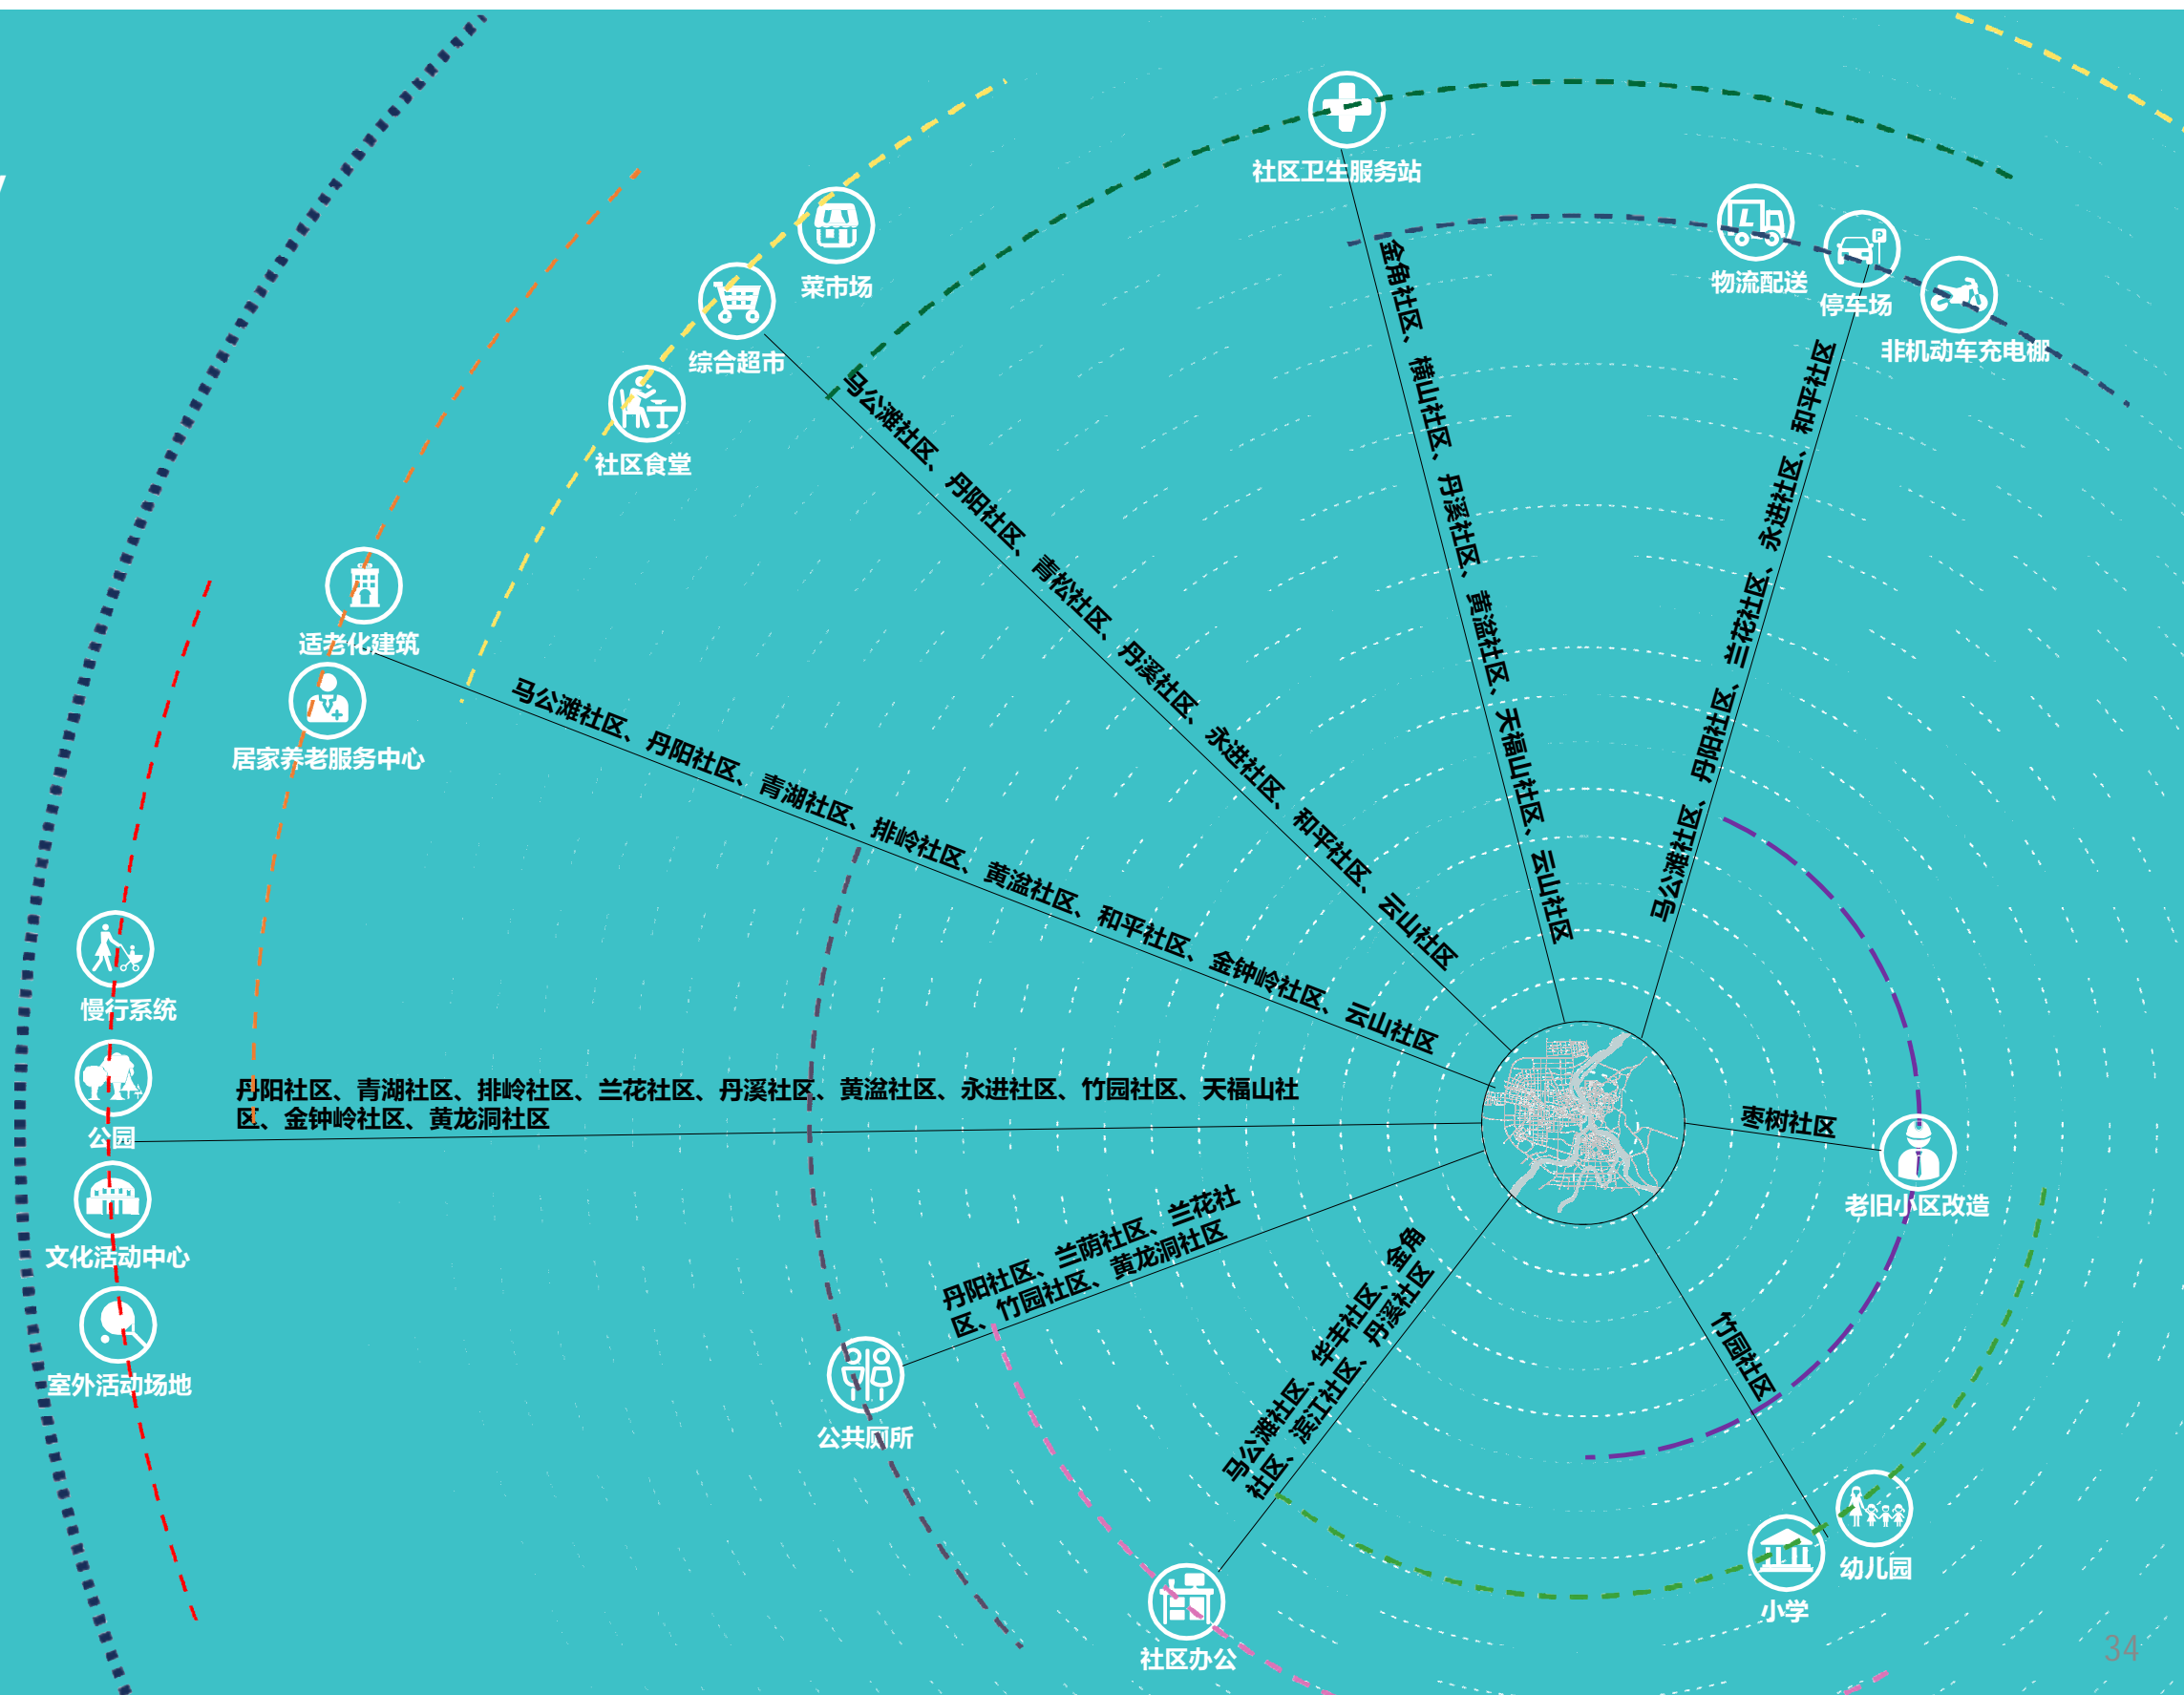 社区卫生服务站
物流配送
停车场
非机动车充电棚
菜市场
综合超市
社区食堂
适老化建筑
居家养老服务中心
慢行系统
公园
文化活动中心
室外活动场地
金角社区、横山社区、丹溪社区、黄湓社区、天福山社区、云山社区
马公滩社区、丹阳社区、兰花社区、永进社区、和平社区
马公滩社区、丹阳社区、青松社区、丹溪社区、永进社区、和平社区、云山社区
马公滩社区、丹阳社区、青湖社区、排岭社区、黄湓社区、和平社区、金钟岭社区、云山社区
丹阳社区、青湖社区、排岭社区、兰花社区、丹溪社区、黄湓社区、永进社区、竹园社区、天福山社
区、金钟岭社区、黄龙洞社区
丹阳社区、兰荫社区、兰花社
区、竹园社区、黄龙洞社区
马公滩社区、华丰社区、金角
社区、滨江社区、丹溪社区
枣树社区
竹园社区
老旧小区改造
公共厕所
社区办公
幼儿园
小学
34